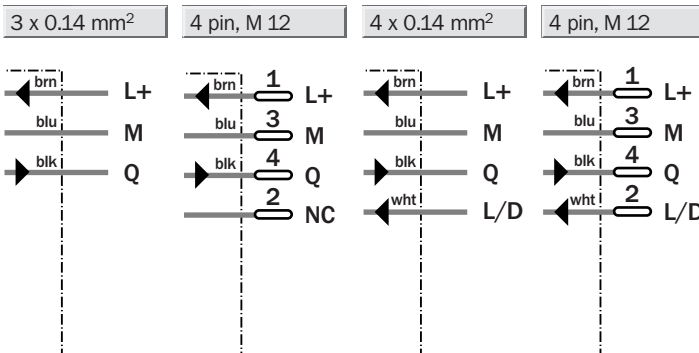 3 x 0.14 mm²
brn L+
blu M
blk Q
4 pin, M 12
brn 1 L+
blu 3 M
blk 4 Q
2 NC
4 x 0.14 mm²
brn L+
blu M
blk Q
wht L/D
4 pin, M 12
brn 1 L+
blu 3 M
blk 4 Q
wht 2 L/D